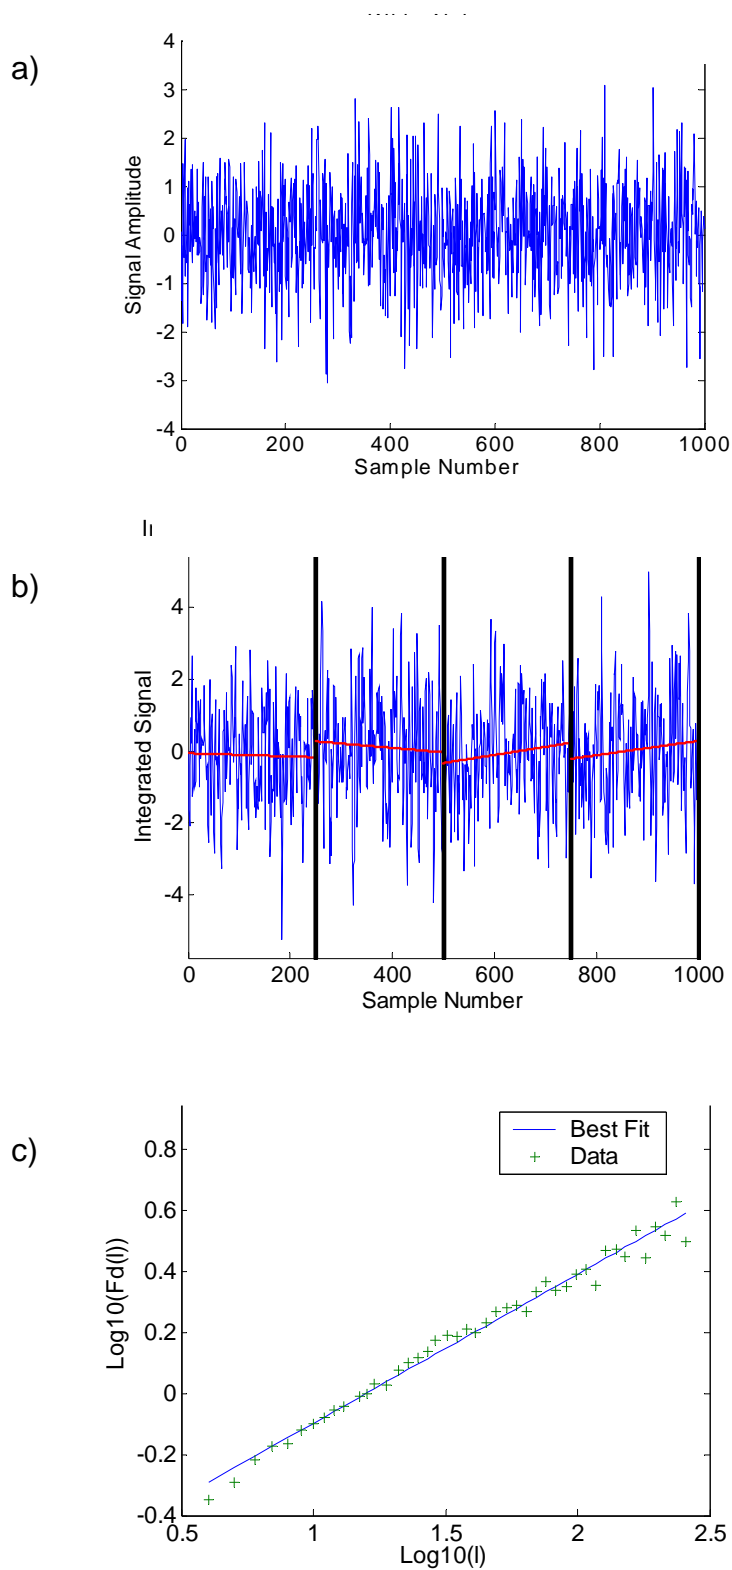 a)
4
3
2
1
0
-1
-2
-3
-4
Signal Amplitude
0 200 400 600 800 1000
Sample Number
b)
4
2
0
-2
-4
Integrated Signal
0 200 400 600 800 1000
Sample Number
c)
Best Fit
Data
0.8
0.6
0.4
0.2
0
-0.2
-0.4
Log10(Fd(l))
0.5 1 1.5 2 2.5
Log10(l)